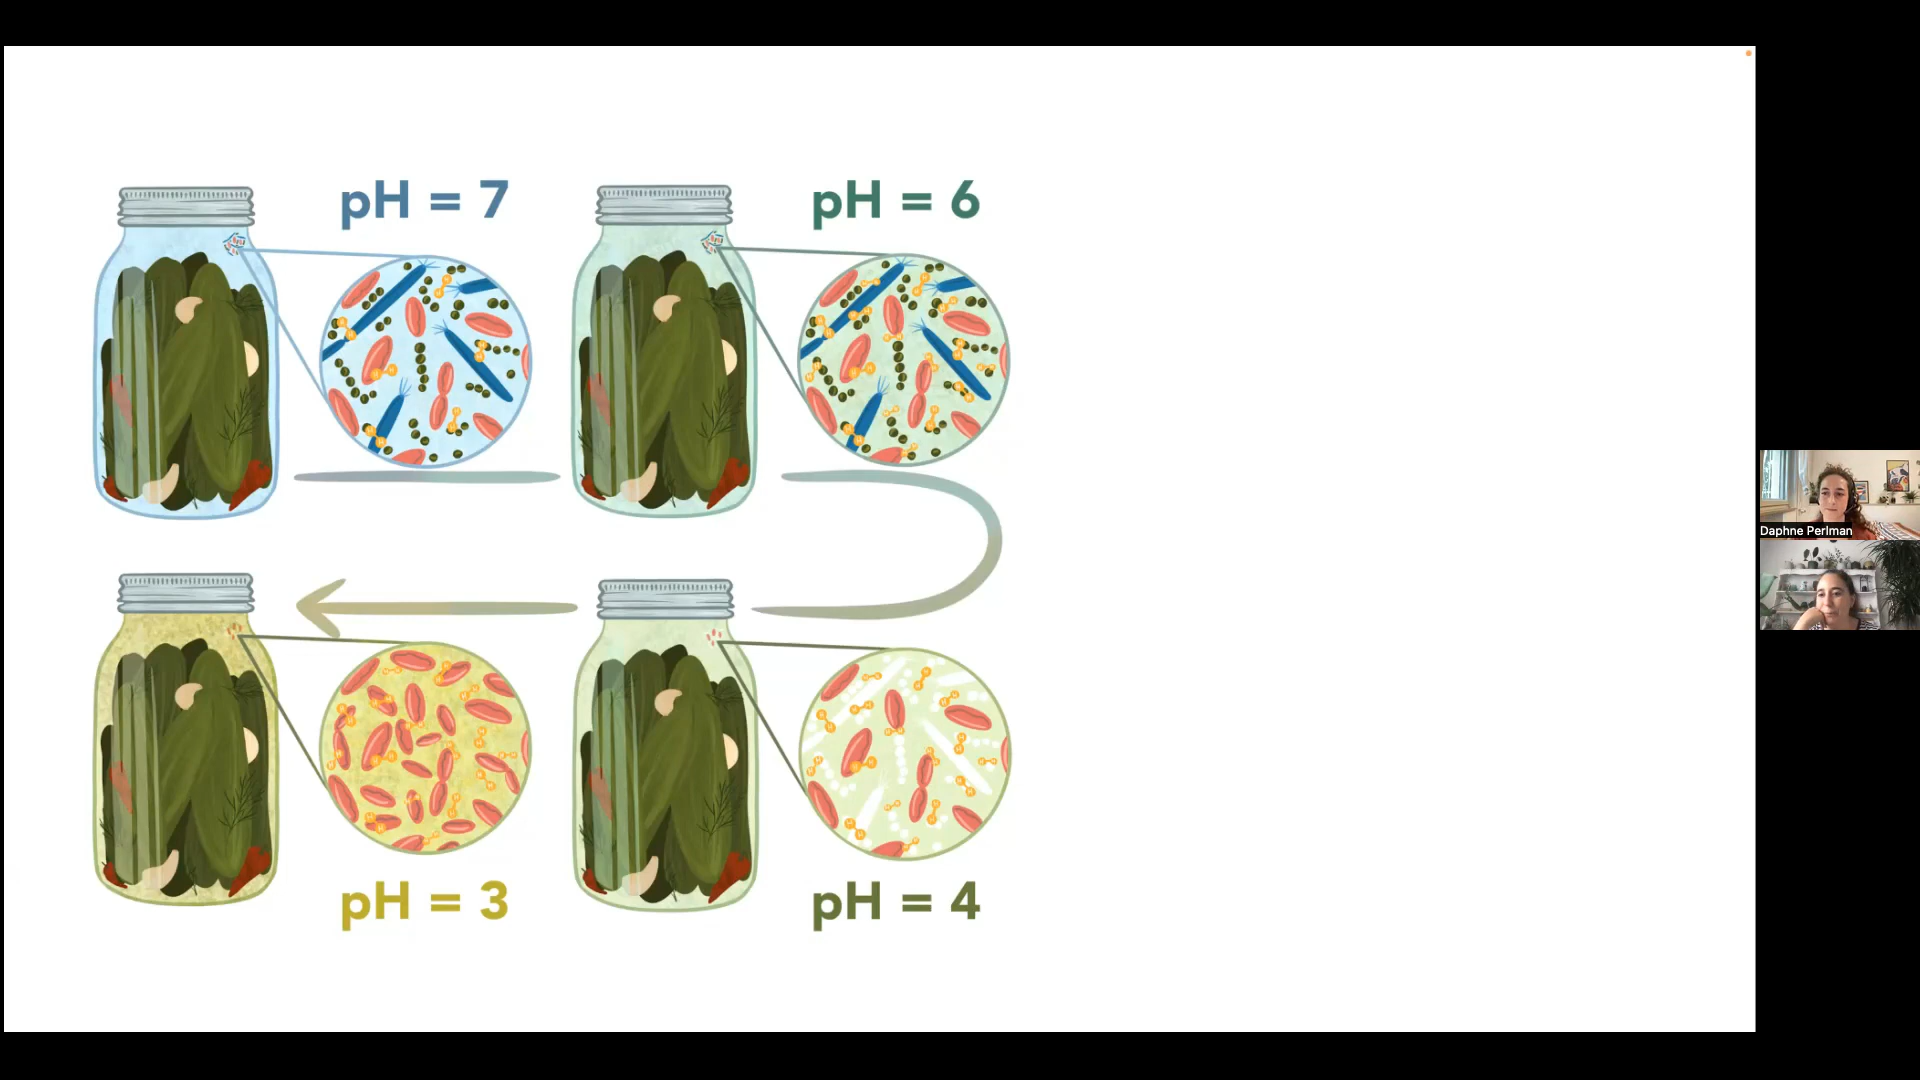 pH = 7
pH = 6
pH = 3
pH = 4
Daphne Perlman